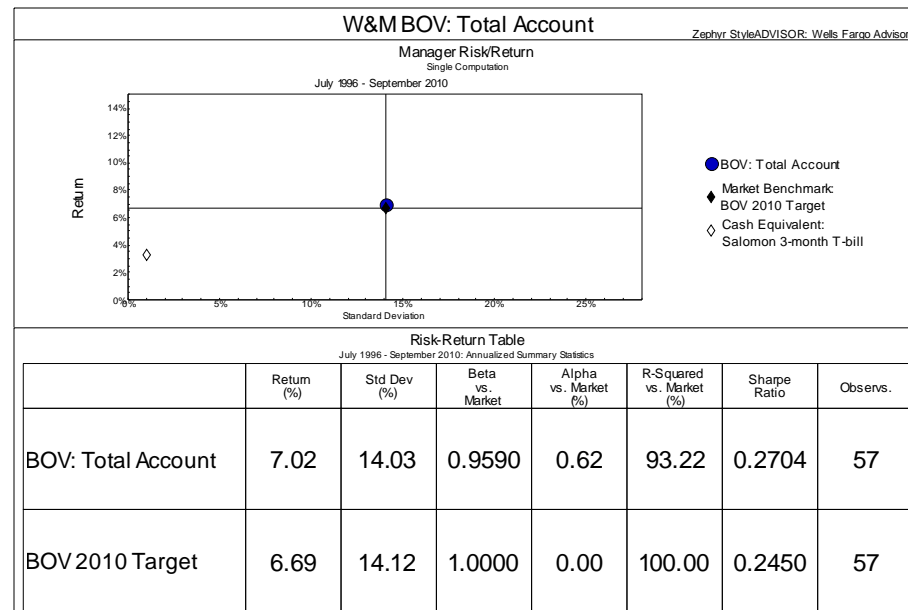 W&M BOV: Total Account
Zephyr StyleADVISOR: Wells Fargo Advisor
Manager Risk/Return
Single Computation
July 1996 - September 2010
Return
14%
12%
10%
8%
6%
4%
2%
0%
0% 5% 10% 15% 20% 25%
Standard Deviation
BOV: Total Account
Market Benchmark:
BOV 2010 Target
Cash Equivalent:
Salomon 3-month T-bill
Risk-Return Table
July 1996 - September 2010: Annualized Summary Statistics
Return (%) Std Dev (%) Beta vs. Market Alpha vs. Market (%) R-Squared vs. Market (%) Sharpe Ratio Observs.
BOV: Total Account 7.02 14.03 0.9590 0.62 93.22 0.2704 57
BOV 2010 Target 6.69 14.12 1.0000 0.00 100.00 0.2450 57